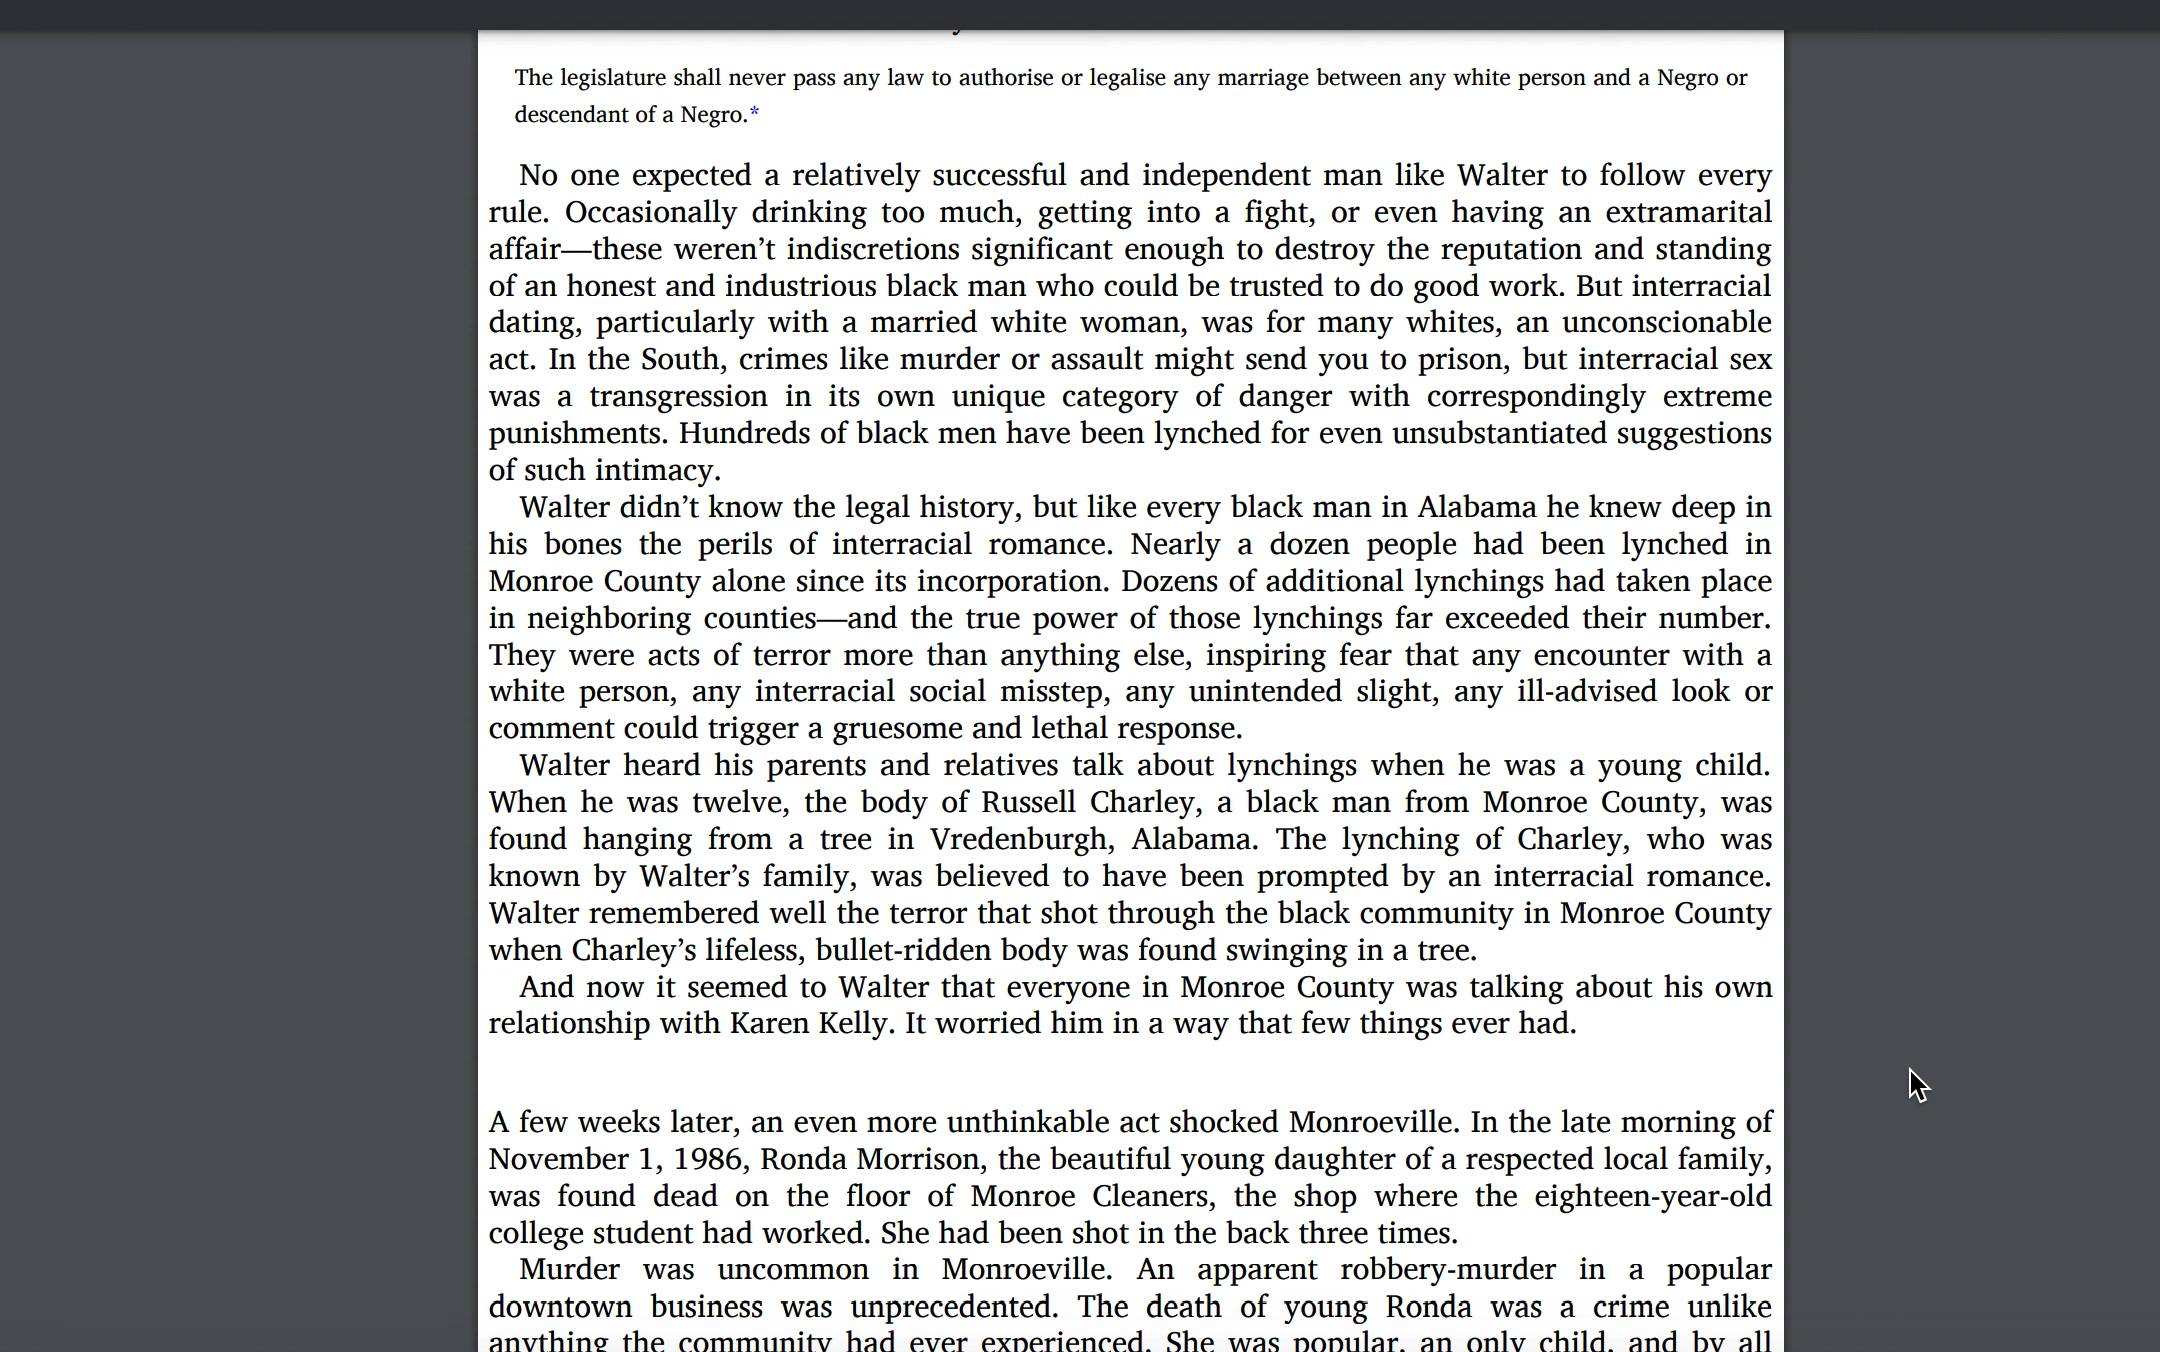 The legislature shall never pass any law to authorise or legalise any marriage between any white person and a Negro or
descendant of a Negro.*
No one expected a relatively successful and independent man like Walter to follow every
rule. Occasionally drinking too much, getting into a fight, or even having an extramarital
affair—these weren’t indiscretions significant enough to destroy the reputation and standing
of an honest and industrious black man who could be trusted to do good work. But interracial
dating, particularly with a married white woman, was for many whites, an unconscionable
act. In the South, crimes like murder or assault might send you to prison, but interracial sex
was a transgression in its own unique category of danger with correspondingly extreme
punishments. Hundreds of black men have been lynched for even unsubstantiated suggestions
of such intimacy.
Walter didn’t know the legal history, but like every black man in Alabama he knew deep in
his bones the perils of interracial romance. Nearly a dozen people had been lynched in
Monroe County alone since its incorporation. Dozens of additional lynchings had taken place
in neighboring counties—and the true power of those lynchings far exceeded their number.
They were acts of terror more than anything else, inspiring fear that any encounter with a
white person, any interracial social misstep, any unintended slight, any ill-advised look or
comment could trigger a gruesome and lethal response.
Walter heard his parents and relatives talk about lynchings when he was a young child.
When he was twelve, the body of Russell Charley, a black man from Monroe County, was
found hanging from a tree in Vredenburgh, Alabama. The lynching of Charley, who was
known by Walter’s family, was believed to have been prompted by an interracial romance.
Walter remembered well the terror that shot through the black community in Monroe County
when Charley’s lifeless, bullet-ridden body was found swinging in a tree.
And now it seemed to Walter that everyone in Monroe County was talking about his own
relationship with Karen Kelly. It worried him in a way that few things ever had.
A few weeks later, an even more unthinkable act shocked Monroeville. In the late morning of
November 1, 1986, Ronda Morrison, the beautiful young daughter of a respected local family,
was found dead on the floor of Monroe Cleaners, the shop where the eighteen-year-old
college student had worked. She had been shot in the back three times.
Murder was uncommon in Monroeville. An apparent robbery-murder in a popular
downtown business was unprecedented. The death of young Ronda was a crime unlike
anything the community had ever experienced. She was popular, an only child, and by all